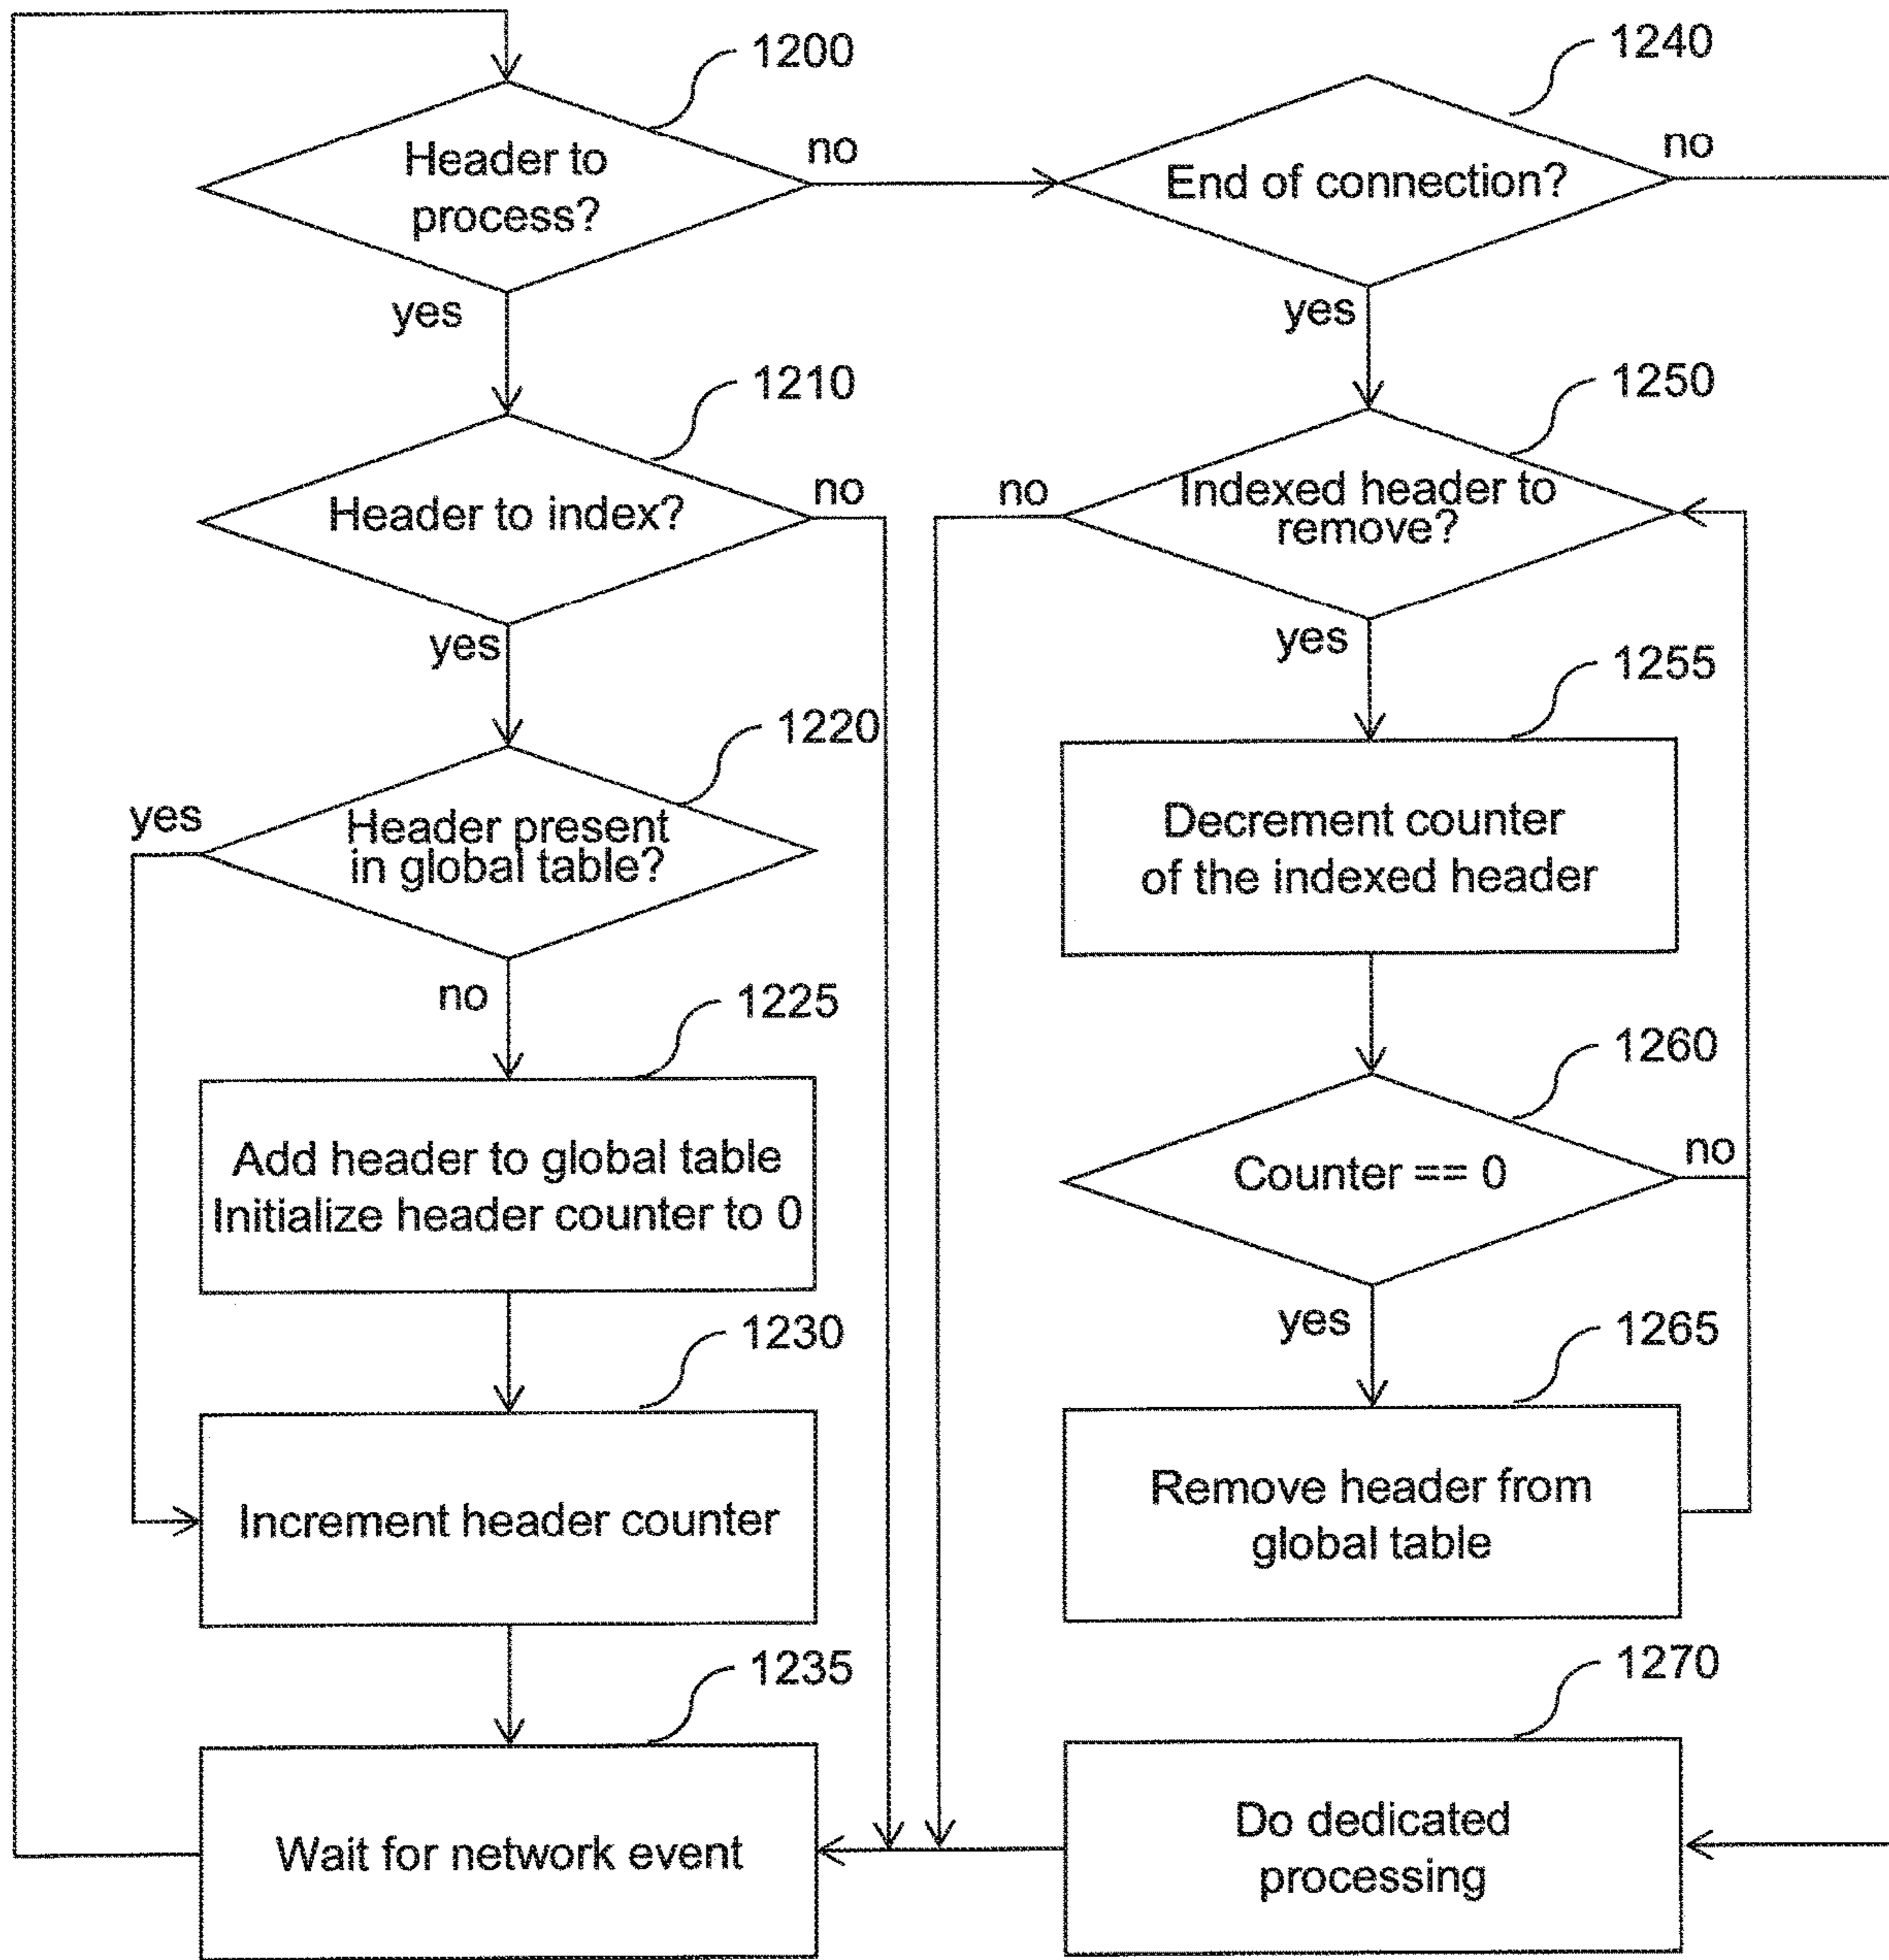 1200
Header to
process?
no
yes
1240
End of connection?
no
yes
1210
Header to index?
no
yes
1250
Indexed header to
remove?
no
yes
1220
Header present
in global table?
yes
no
1255
Decrement counter
of the indexed header
1225
Add header to global table
Initialize header counter to 0
1260
Counter == 0
no
yes
1230
Increment header counter
1265
Remove header from
global table
1235
Wait for network event
1270
Do dedicated
processing